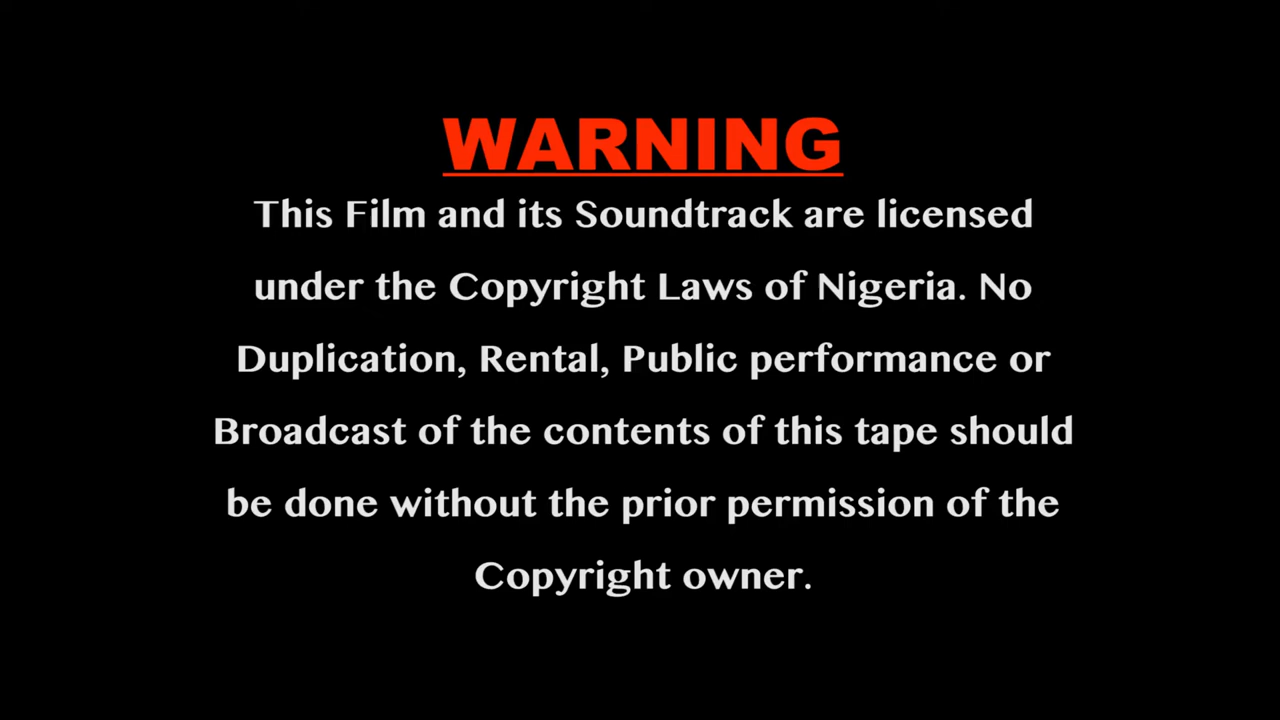 WARNING
This Film and its Soundtrack are licensed
under the Copyright Laws of Nigeria. No
Duplication, Rental, Public performance or
Broadcast of the contents of this tape should
be done without the prior permission of the
Copyright owner.